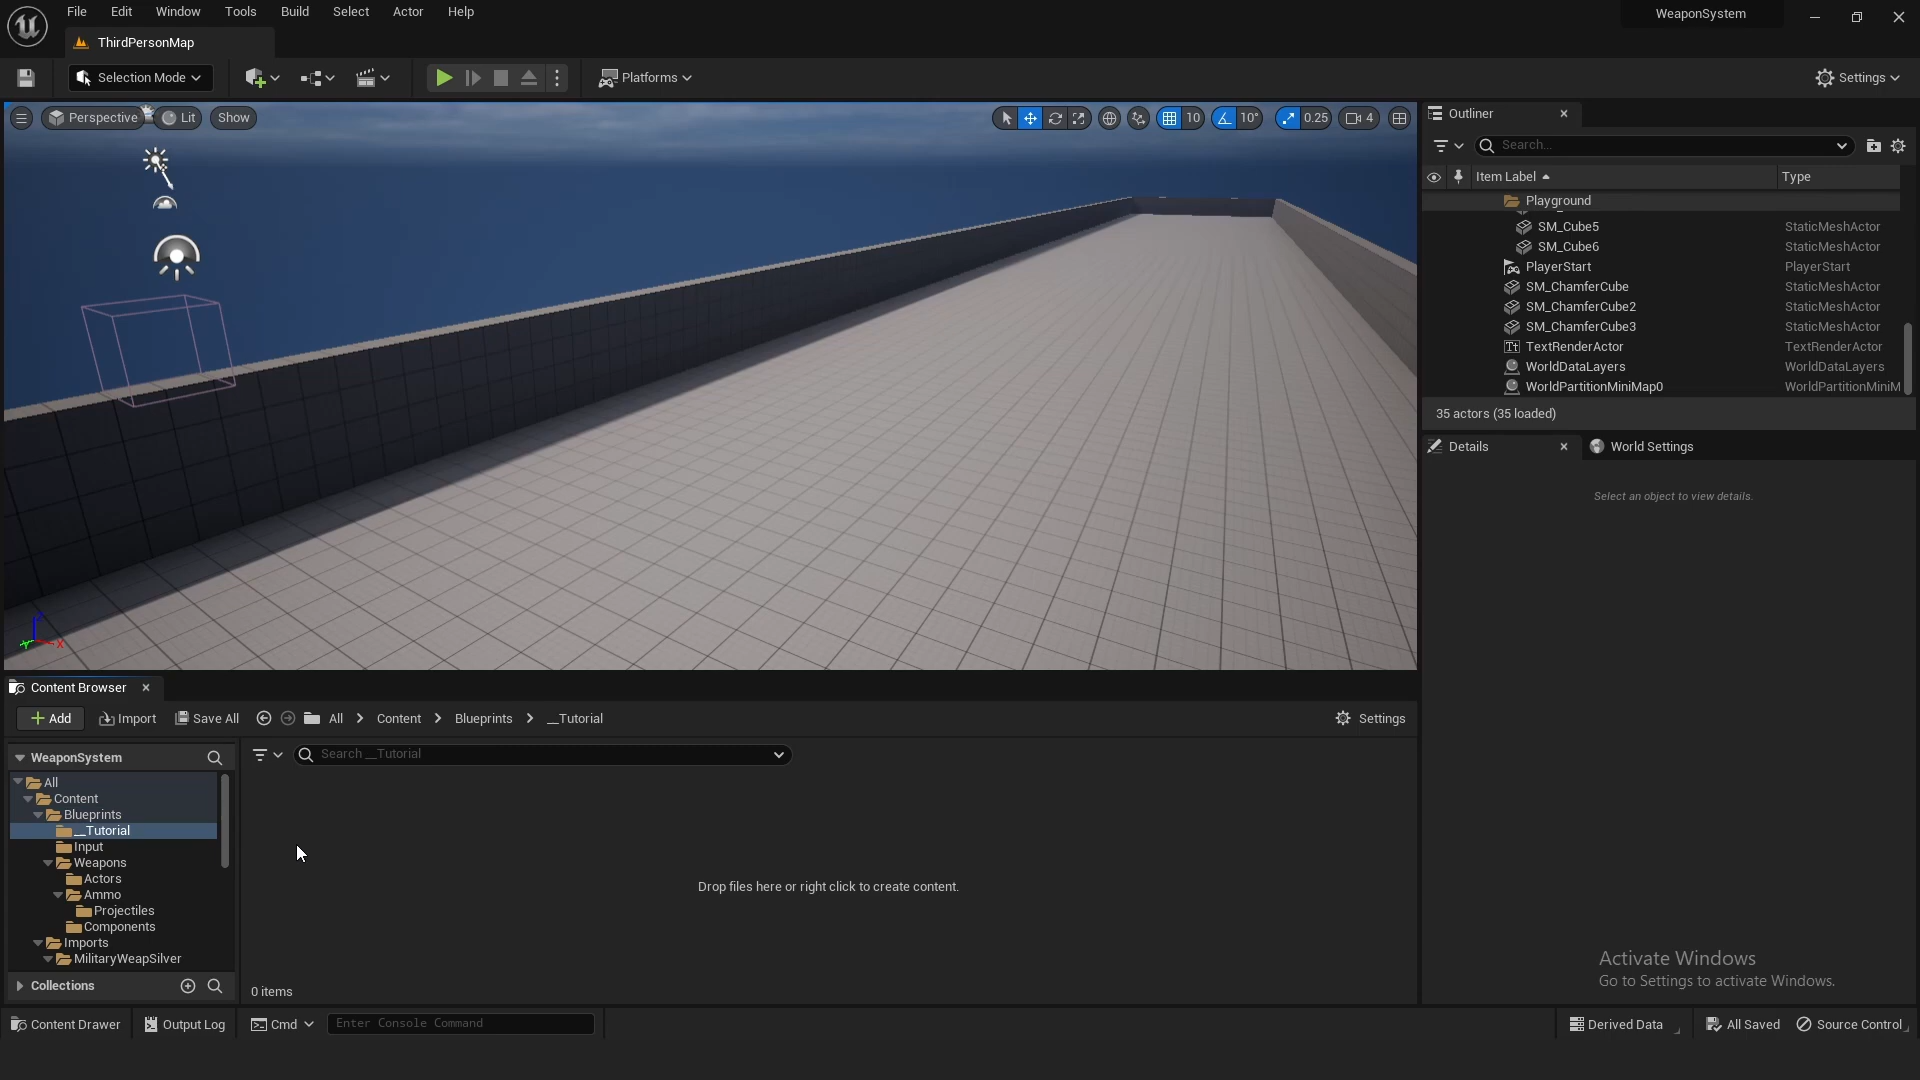 File Edit Window Tools Build Select Actor Help
WeaponSystem
ThirdPersonMap
Selection Mode
Platforms
Settings
Perspective
Lit
Show
10
10°
0.25
4
Outliner
Search...
Item Label
Type
Playground
SM_Cube5 StaticMeshActor
SM_Cube6 StaticMeshActor
PlayerStart PlayerStart
SM_ChamferCube StaticMeshActor
SM_ChamferCube2 StaticMeshActor
SM_ChamferCube3 StaticMeshActor
TextRenderActor TextRenderActor
WorldDataLayers WorldDataLayers
WorldPartitionMiniMap0 WorldPartitionMiniM
35 actors (35 loaded)
Details
World Settings
Select an object to view details.
X
Content Browser
Add
Import
Save All
All
Content
Blueprints
__Tutorial
Settings
WeaponSystem
Search __Tutorial
All
Content
Blueprints
__Tutorial
Input
Weapons
Actors
Ammo
Projectiles
Components
Imports
MilitaryWeapSilver
Collections
Drop files here or right click to create content.
0 items
Activate Windows
Go to Settings to activate Windows.
Content Drawer
Output Log
Cmd
Enter Console Command
Derived Data
All Saved
Source Control